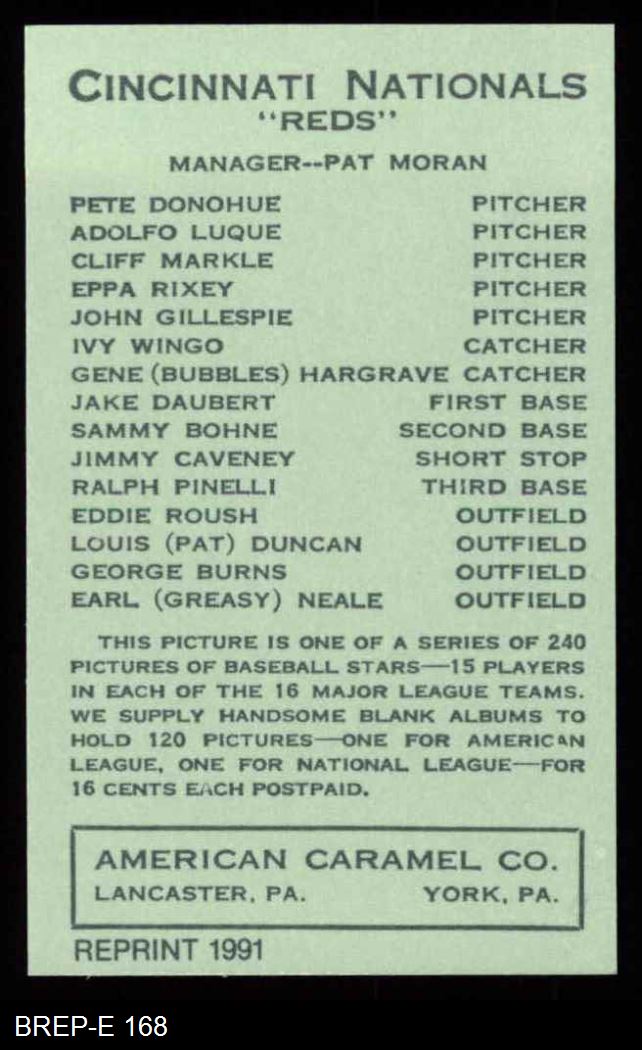 CINCINNATI NATIONALS
"REDS"
MANAGER--PAT MORAN
PETE DONOHUE PITCHER
ADOLFO LUQUE PITCHER
CLIFF MARKLE PITCHER
EPPA RIXEY PITCHER
JOHN GILLESPIE PITCHER
IVY WINGO CATCHER
GENE (BUBBLES) HARGRAVE CATCHER
JAKE DAUBERT FIRST BASE
SAMMY BOHNE SECOND BASE
JIMMY CAVENEY SHORT STOP
RALPH PINELLI THIRD BASE
EDDIE ROUSH OUTFIELD
LOUIS (PAT) DUNCAN OUTFIELD
GEORGE BURNS OUTFIELD
EARL (GREASY) NEALE OUTFIELD
THIS PICTURE IS ONE OF A SERIES OF 240
PICTURES OF BASEBALL STARS—15 PLAYERS
IN EACH OF THE 16 MAJOR LEAGUE TEAMS.
WE SUPPLY HANDSOME BLANK ALBUMS TO
HOLD 120 PICTURES—ONE FOR AMERICAN
LEAGUE, ONE FOR NATIONAL LEAGUE—FOR
16 CENTS EACH POSTPAID.
AMERICAN CARAMEL CO.
LANCASTER, PA. YORK, PA.
REPRINT 1991
BREP-E 168